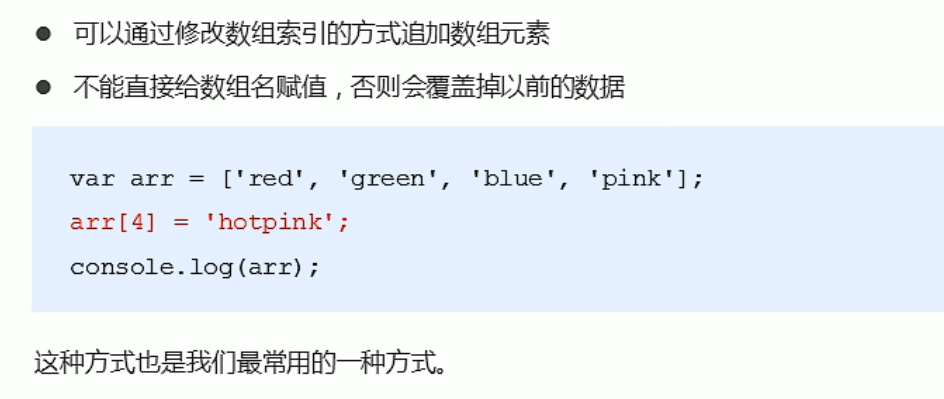 ● 可以通过修改数组索引的方式追加数组元素
● 不能直接给数组名赋值，否则会覆盖掉以前的数据
var arr = ['red', 'green', 'blue', 'pink'];
arr[4] = 'hotpink';
console.log(arr);
这种方式也是我们最常用的一种方式。